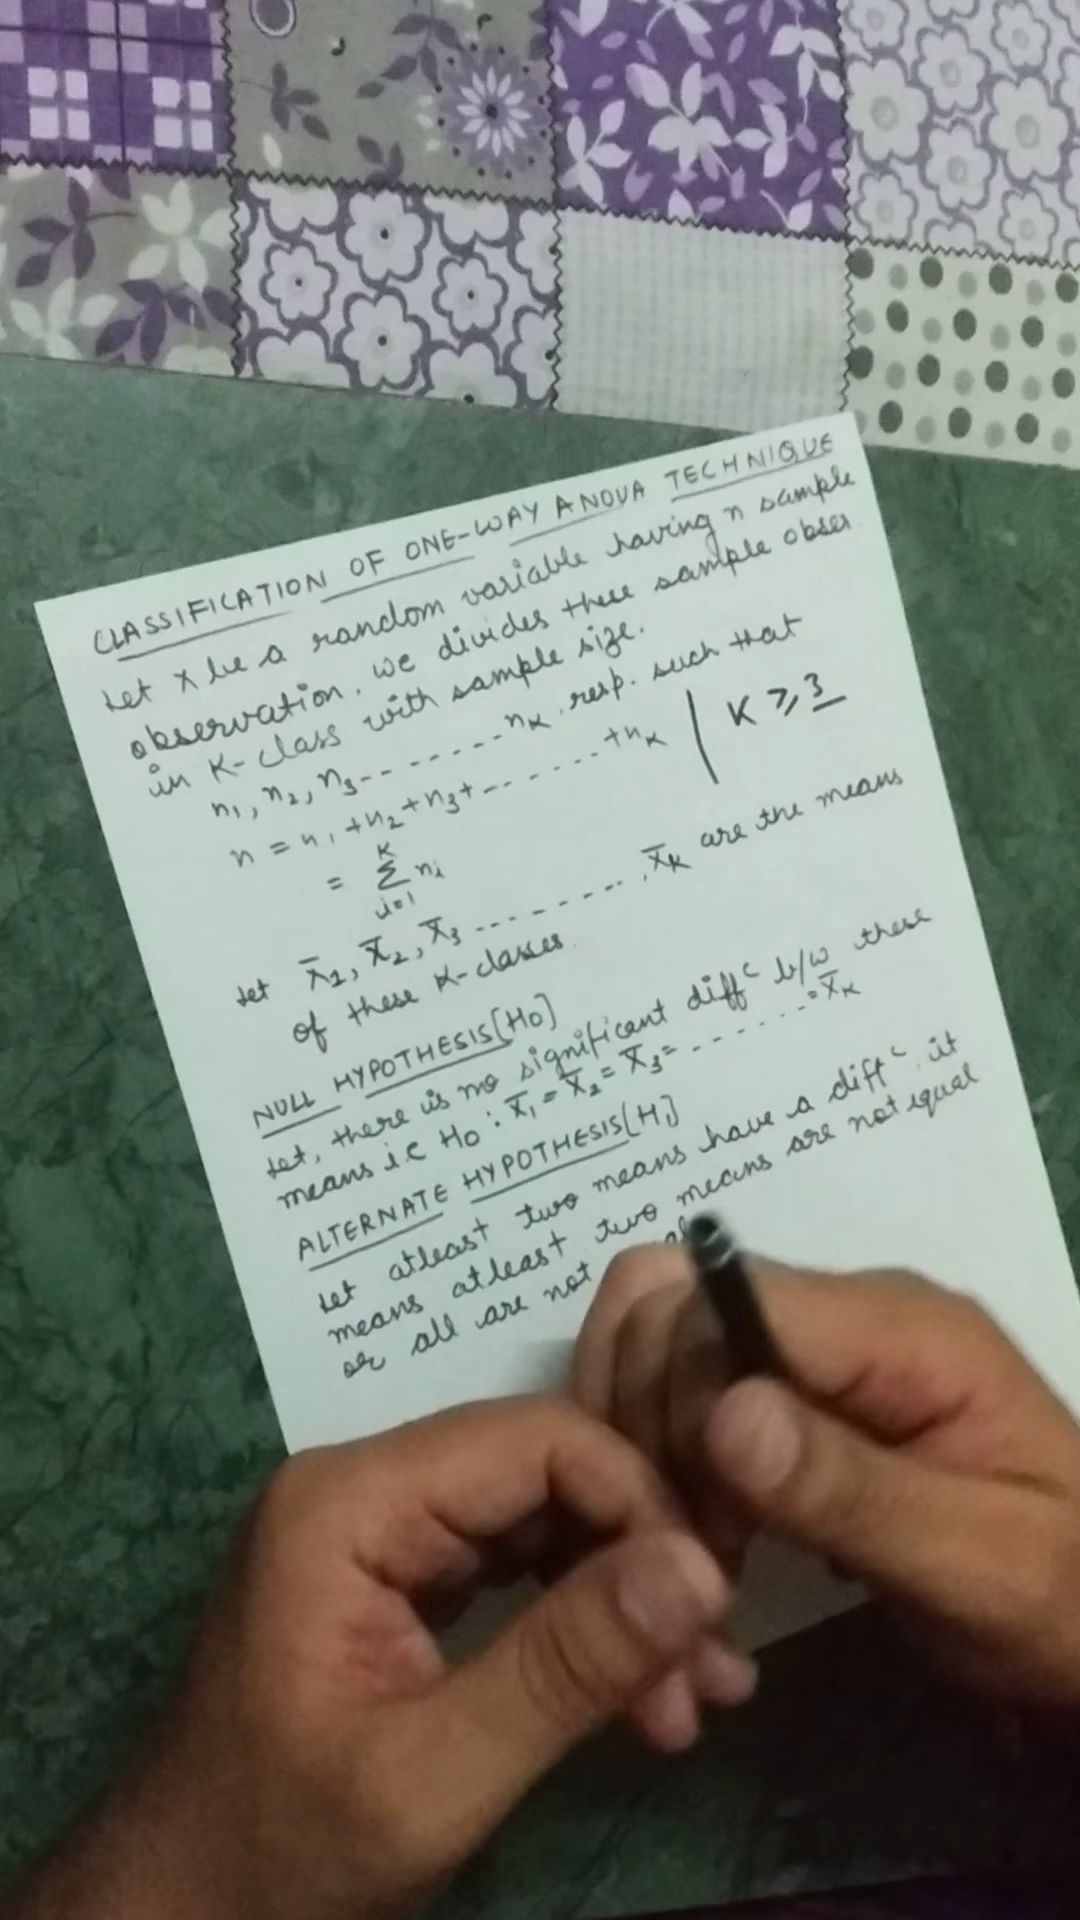 CLASSIFICATION OF ONE-WAY ANOVA TECHNIQUE
Let X be a random variable having n sample
observation. We divides these sample obser.
in K-class with sample size.
n₁, n₂, n₃ - - - - - - - nₖ . resp. such that
n = n₁ + n₂ + n₃ + - - - - - - + nₖ | K ⩾ 3
= Σᵢ₌₁ᴷ nᵢ
Let x̄₁, x̄₂, x̄₃ - - - - - - - - . x̄ₖ are the means
of these K-classes.
NULL HYPOTHESIS[H0]
Let, there is no significant diffᶜ b/w these
means i.e H0 : x̄₁ = x̄₂ = x̄₃ = - - - - - - = x̄ₖ
ALTERNATE HYPOTHESIS[H₁]
Let atleast two means have a diffᶜ, it
means atleast two means are not equal
or all are not